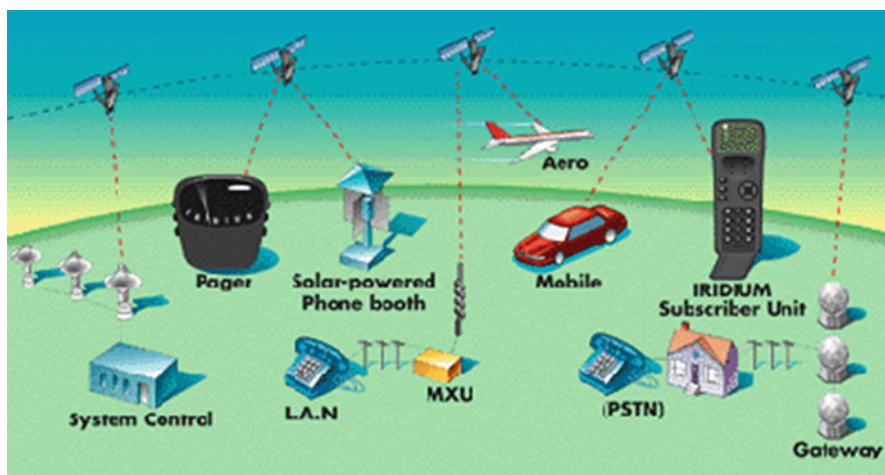 Aero
Pager
Solar-powered
Phone booth
Mobile
IRIDIUM
Subscriber Unit
System Control
L.A.N
MXU
(PSTN)
Gateway